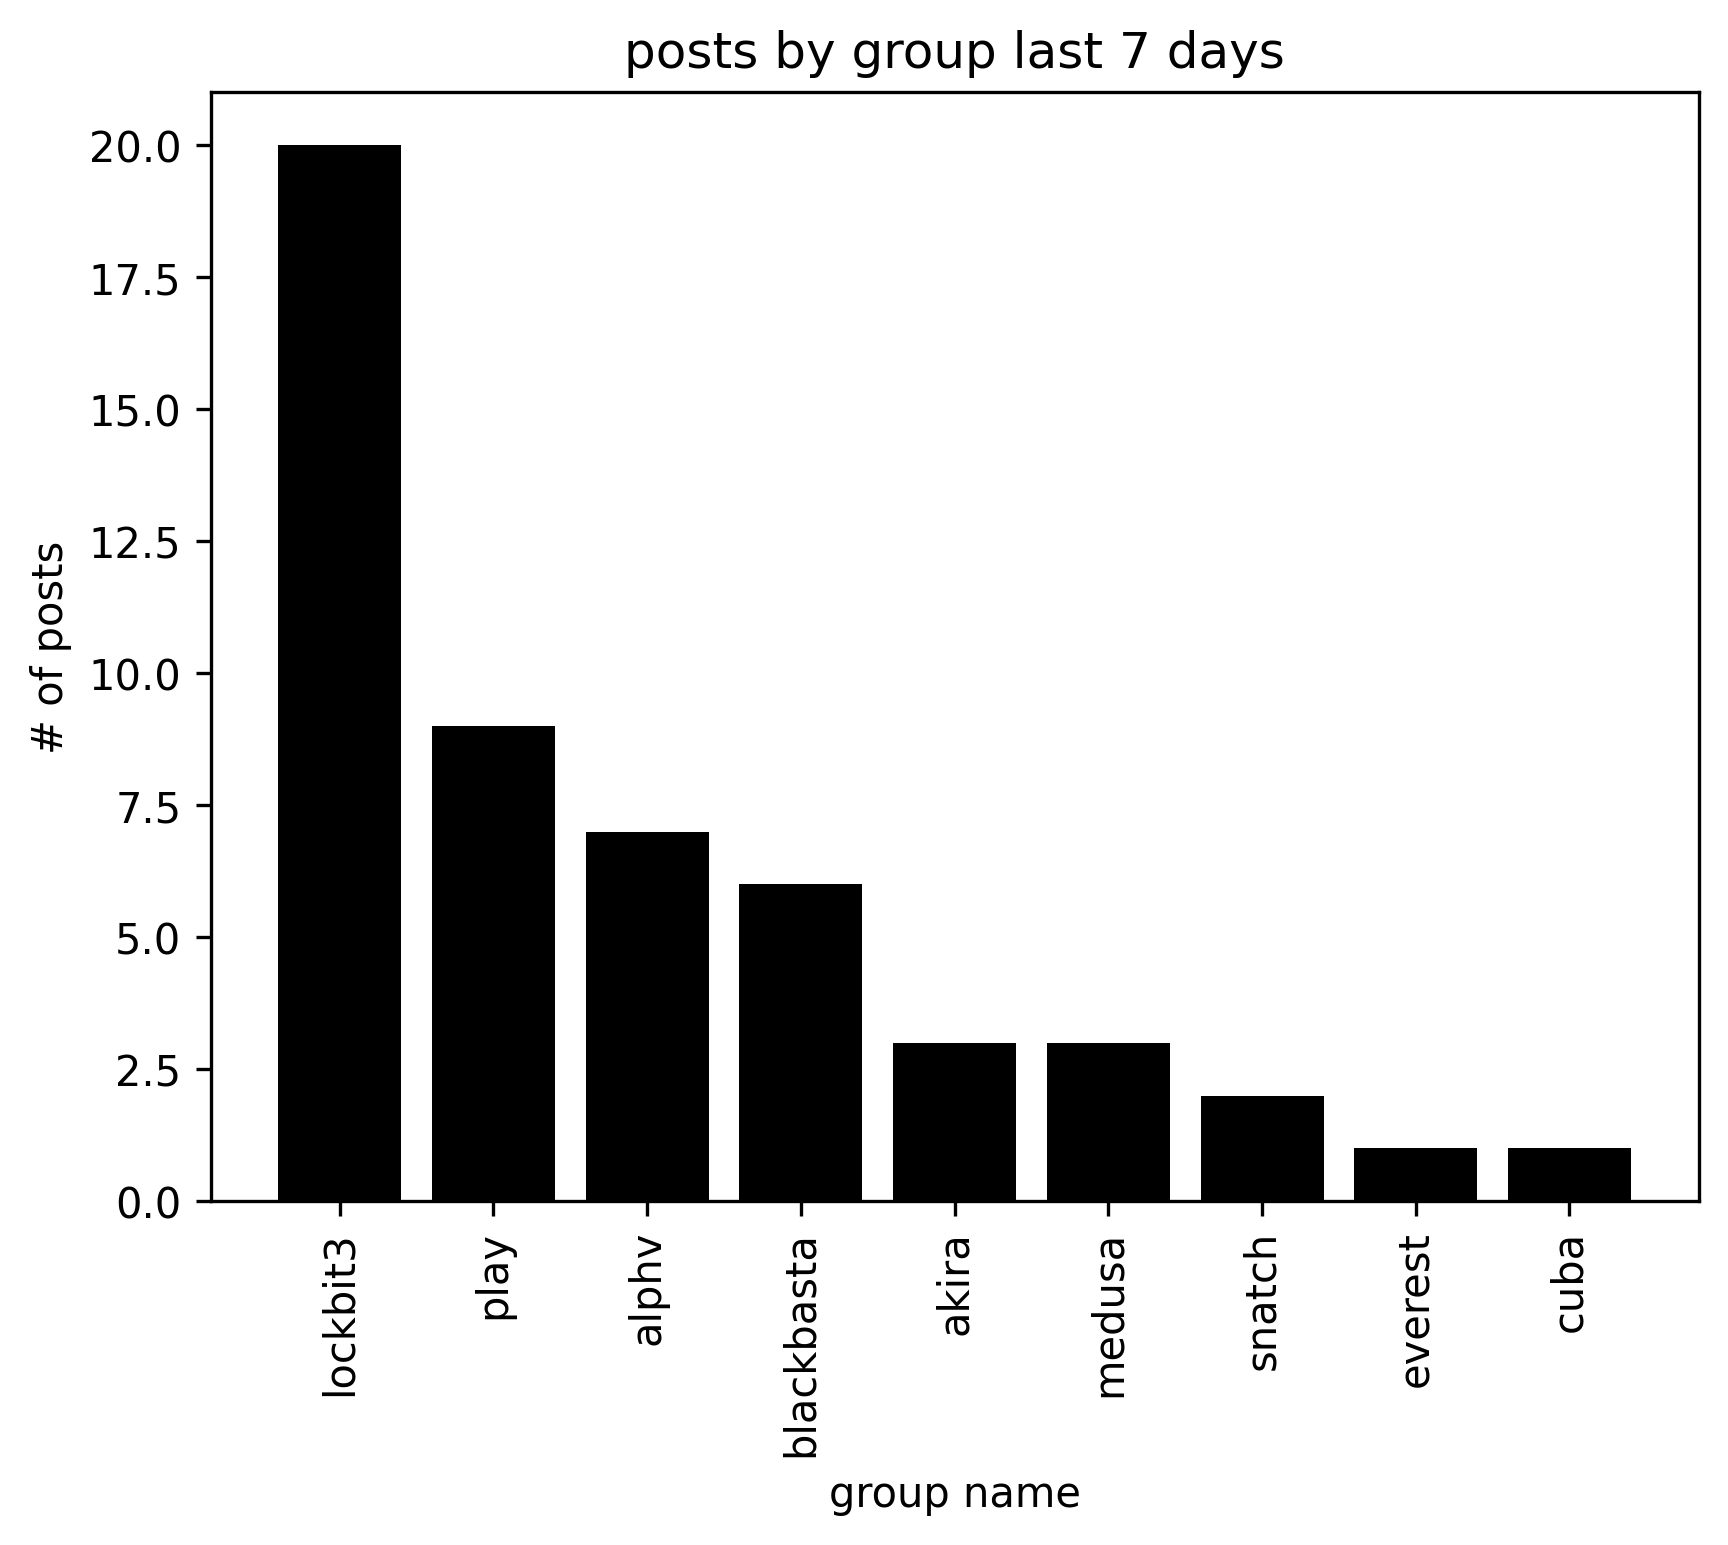 posts by group last 7 days
20.0
17.5
15.0
12.5
10.0
7.5
5.0
2.5
0.0
# of posts
lockbit3
play
alphv
blackbasta
akira
medusa
snatch
everest
cuba
group name